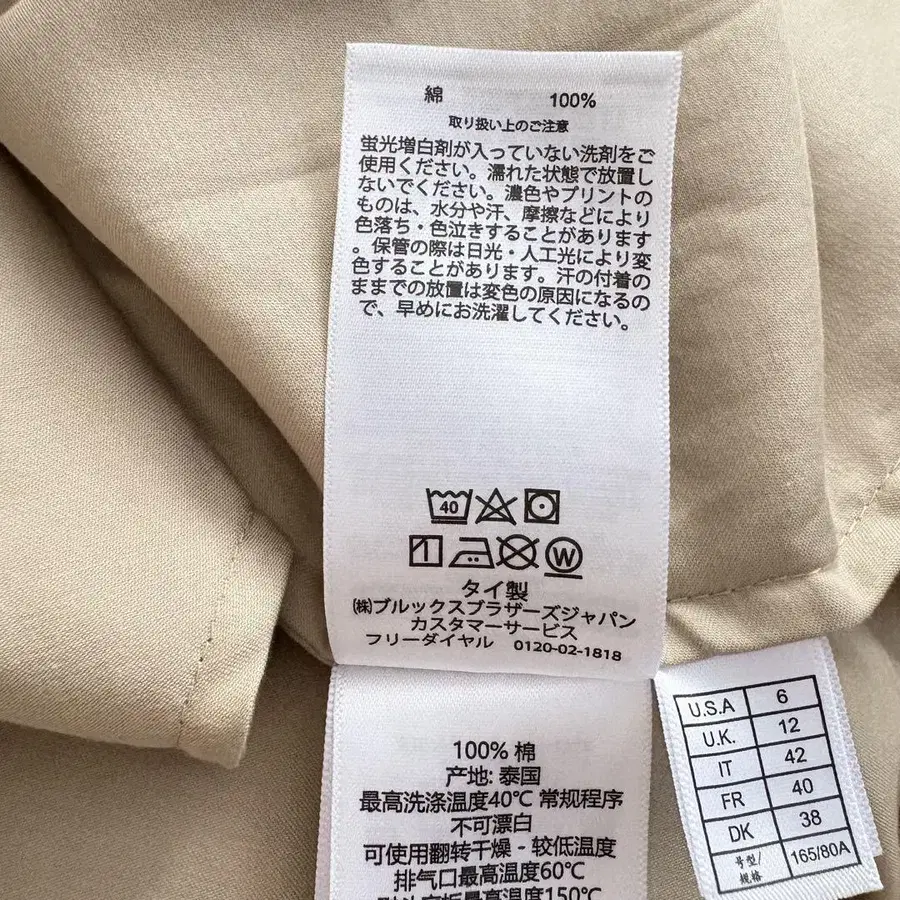 綿 100%
取り扱い上のご注意
蛍光増白剤が入っていない洗剤をご
使用ください。濡れた状態で放置し
ないでください。濃色やプリントの
ものは、水分や汗、摩擦などにより
色落ち・色泣きすることがあります
。保管の際は日光・人工光により変
色することがあります。汗の付着の
ままでの放置は変色の原因になるの
で、早めにお洗濯してください。
40
W
タイ製
㈱ブルックスブラザーズジャパン
カスタマーサービス
フリーダイヤル 0120-02-1818
100% 棉
产地: 泰国
最高洗涤温度40℃ 常规程序
不可漂白
可使用翻转干燥 - 较低温度
排气口最高温度60℃
U.S.A 6
U.K. 12
IT 42
FR 40
DK 38
号型/规格 165/80A